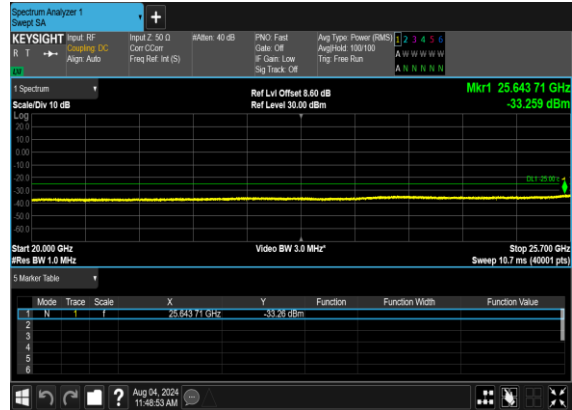 Spectrum Analyzer 1
Swept SA
+
KEYSIGHT Input: RF Input Z: 50 Ω #Atten: 40 dB PNO: Fast Avg Type: Power (RMS) 1 2 3 4 5 6
R T Coupling: DC Corr CCorr Gate: Off Avg|Hold: 100/100 A W W W W W
Align: Auto Freq Ref: Int (S) IF Gain: Low Trig: Free Run
Sig Track: Off A N N N N N
1 Spectrum Ref Lvl Offset 8.60 dB Mkr1 25.643 71 GHz
Scale/Div 10 dB Ref Level 30.00 dBm -33.259 dBm
Log
20.0
10.0
0.00
-10.0
-20.0
DL1 -25.00
-30.0
-40.0
-50.0
-60.0
Start 20.000 GHz Video BW 3.0 MHz* Stop 25.700 GHz
#Res BW 1.0 MHz Sweep 10.7 ms (40001 pts)
5 Marker Table
Mode Trace Scale X Y Function Function Width Function Value
1 N 1 f 25.643 71 GHz -33.26 dBm
2
3
4
5
6
? Aug 04, 2024
11:48:53 AM